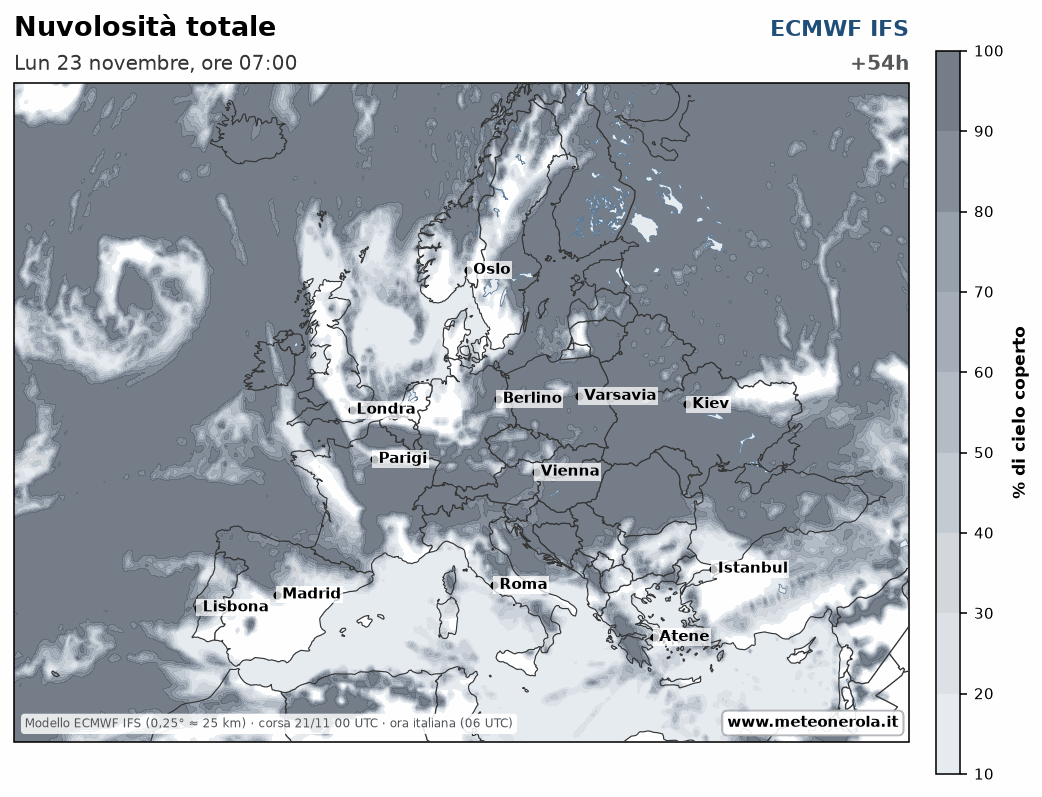 Nuvolosità totale
ECMWF IFS
Lun 23 novembre, ore 07:00
+54h
100
90
80
70
60
50
40
30
20
10
% di cielo coperto
Oslo
Londra
Berlino
Varsavia
Kiev
Parigi
Vienna
Istanbul
Roma
Madrid
Lisbona
Atene
Modello ECMWF IFS (0,25° ≈ 25 km) · corsa 21/11 00 UTC · ora italiana (06 UTC)
www.meteonerola.it